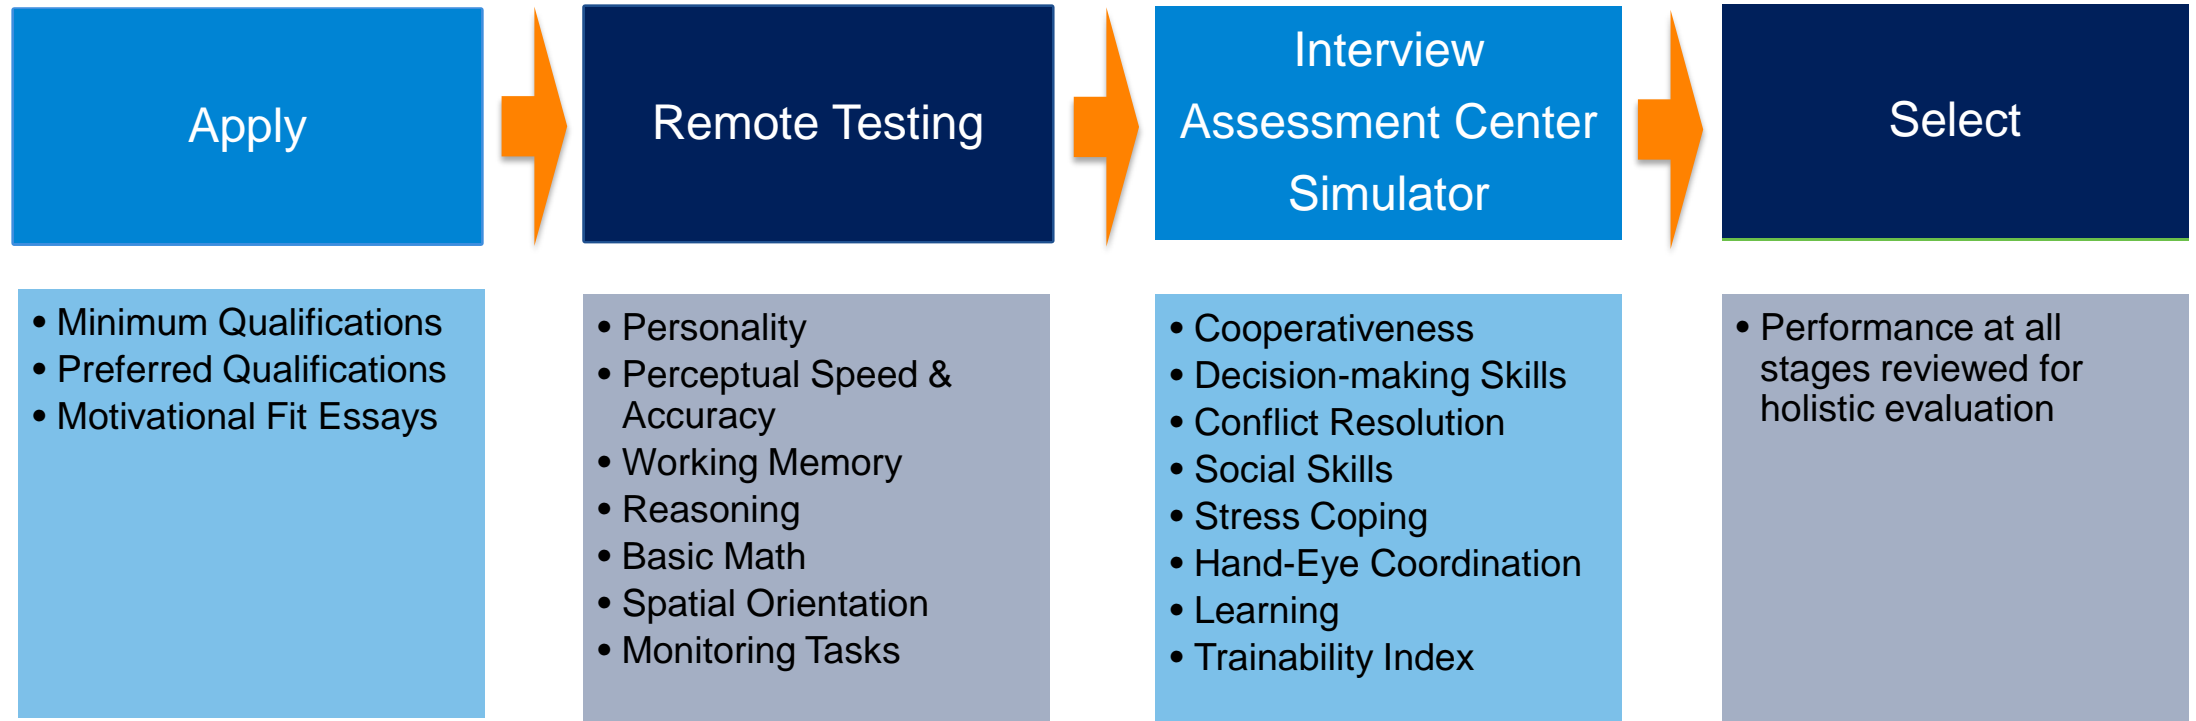 Apply
Remote Testing
Interview
Assessment Center
Simulator
Select
• Minimum Qualifications
• Preferred Qualifications
• Motivational Fit Essays
• Personality
• Perceptual Speed &
Accuracy
• Working Memory
• Reasoning
• Basic Math
• Spatial Orientation
• Monitoring Tasks
• Cooperativeness
• Decision-making Skills
• Conflict Resolution
• Social Skills
• Stress Coping
• Hand-Eye Coordination
• Learning
• Trainability Index
• Performance at all
stages reviewed for
holistic evaluation